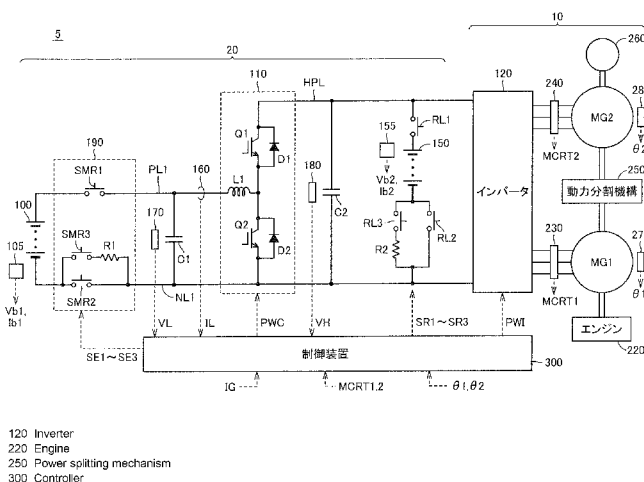 5
10
20
260
110
120
240
28
HPL
RL1
MG2
190
155
150
Q1
D1
θ2
SMR1
PL1
160
180
MCRT2
L1
Vb2,
Ib2
250
100
170
C2
インバータ
動力分割機構
SMR3
R1
Q2
D2
RL3
RL2
230
27
105
C1
R2
MG1
SMR2
NL1
MCRT1
θ1
Vb1,
Ib1
VL
IL
PWC
VH
SR1~SR3
PWI
エンジン
SE1~SE3
制御装置
220
300
IG
MCRT1,2
θ1,θ2
120 Inverter
220 Engine
250 Power splitting mechanism
300 Controller